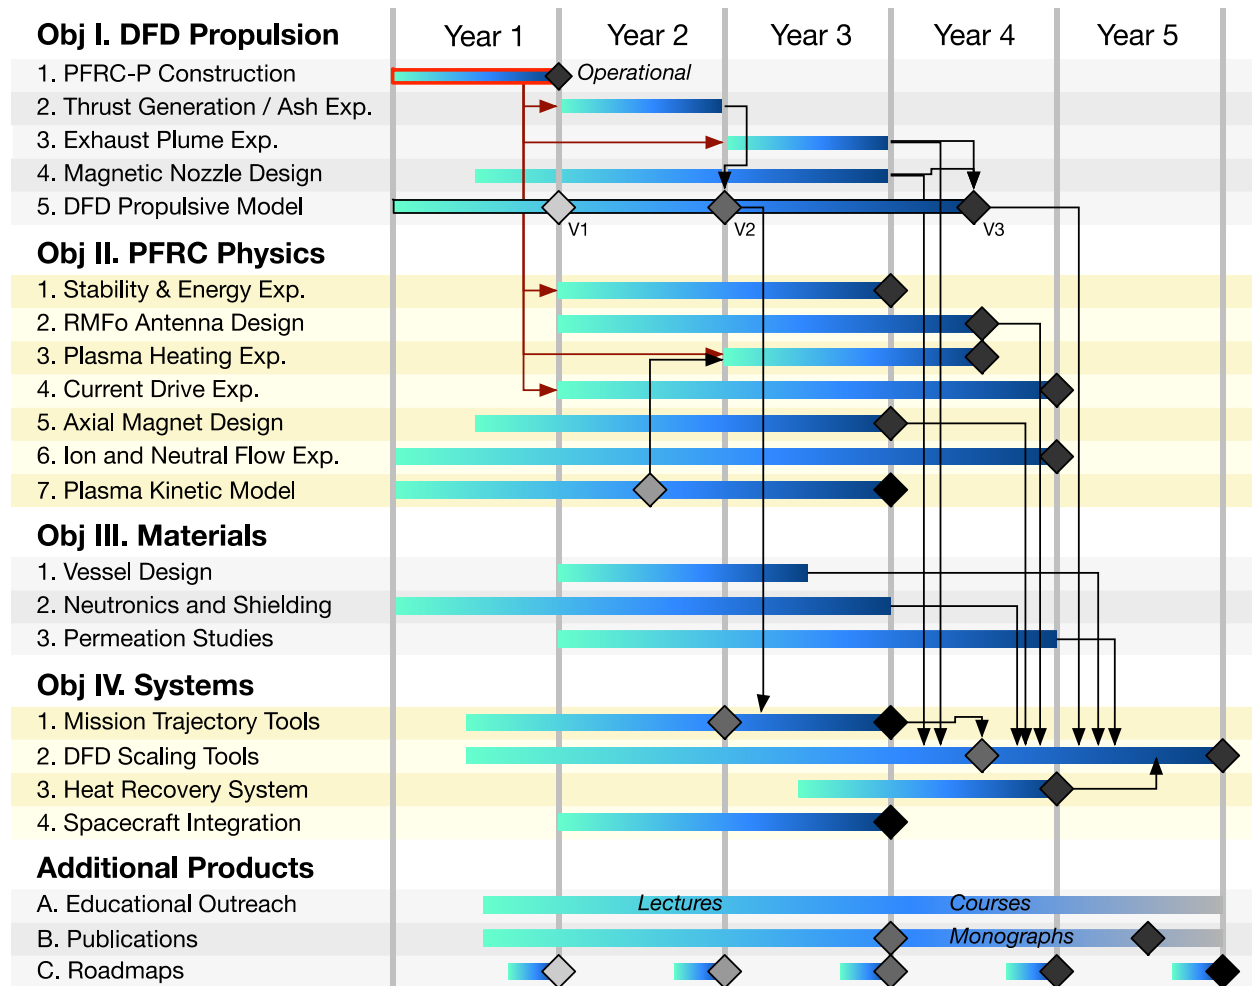 Obj I. DFD Propulsion
Year 1
Year 2
Year 3
Year 4
Year 5
1. PFRC-P Construction
Operational
2. Thrust Generation / Ash Exp.
3. Exhaust Plume Exp.
4. Magnetic Nozzle Design
5. DFD Propulsive Model
V1
V2
V3
Obj II. PFRC Physics
1. Stability & Energy Exp.
2. RMFo Antenna Design
3. Plasma Heating Exp.
4. Current Drive Exp.
5. Axial Magnet Design
6. Ion and Neutral Flow Exp.
7. Plasma Kinetic Model
Obj III. Materials
1. Vessel Design
2. Neutronics and Shielding
3. Permeation Studies
Obj IV. Systems
1. Mission Trajectory Tools
2. DFD Scaling Tools
3. Heat Recovery System
4. Spacecraft Integration
Additional Products
A. Educational Outreach
Lectures
Courses
B. Publications
Monographs
C. Roadmaps